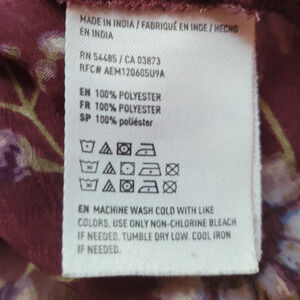 MADE IN INDIA / FABRIQUÉ EN INDE / HECHO
EN INDIA
RN 54485 / CA 03873
RFC# AEM120605U9A
EN 100% POLYESTER
FR 100% POLYESTER
SP 100% poliéster
EN MACHINE WASH COLD WITH LIKE
COLORS. USE ONLY NON-CHLORINE BLEACH
IF NEEDED. TUMBLE DRY LOW. COOL IRON
IF NEEDED.